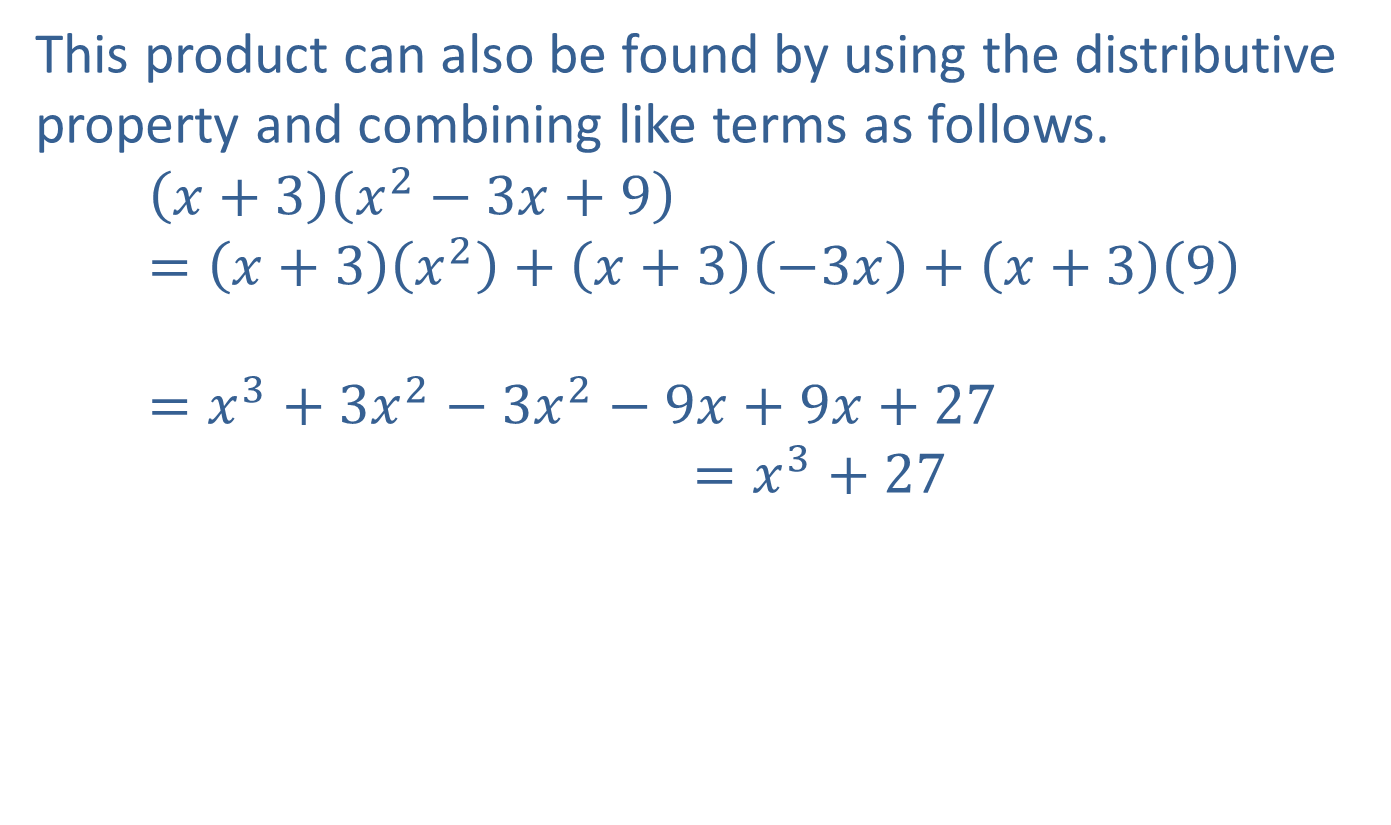 This product can also be found by using the distributive
property and combining like terms as follows.
(𝑥 + 3)(𝑥² − 3𝑥 + 9)
= (𝑥 + 3)(𝑥²) + (𝑥 + 3)(−3𝑥) + (𝑥 + 3)(9)
= 𝑥³ + 3𝑥² − 3𝑥² − 9𝑥 + 9𝑥 + 27
= 𝑥³ + 27